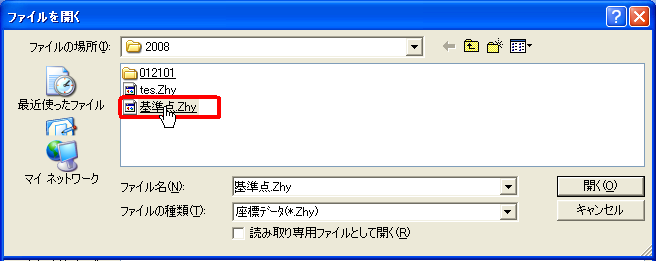 ファイルを開く
ファイルの場所(I):
2008
012101
tes.Zhy
基準点.Zhy
最近使ったファイル
マイ ネットワーク
ファイル名(N):
基準点.Zhy
開く(O)
ファイルの種類(T):
座標データ(*.Zhy)
キャンセル
読み取り専用ファイルとして開く(R)